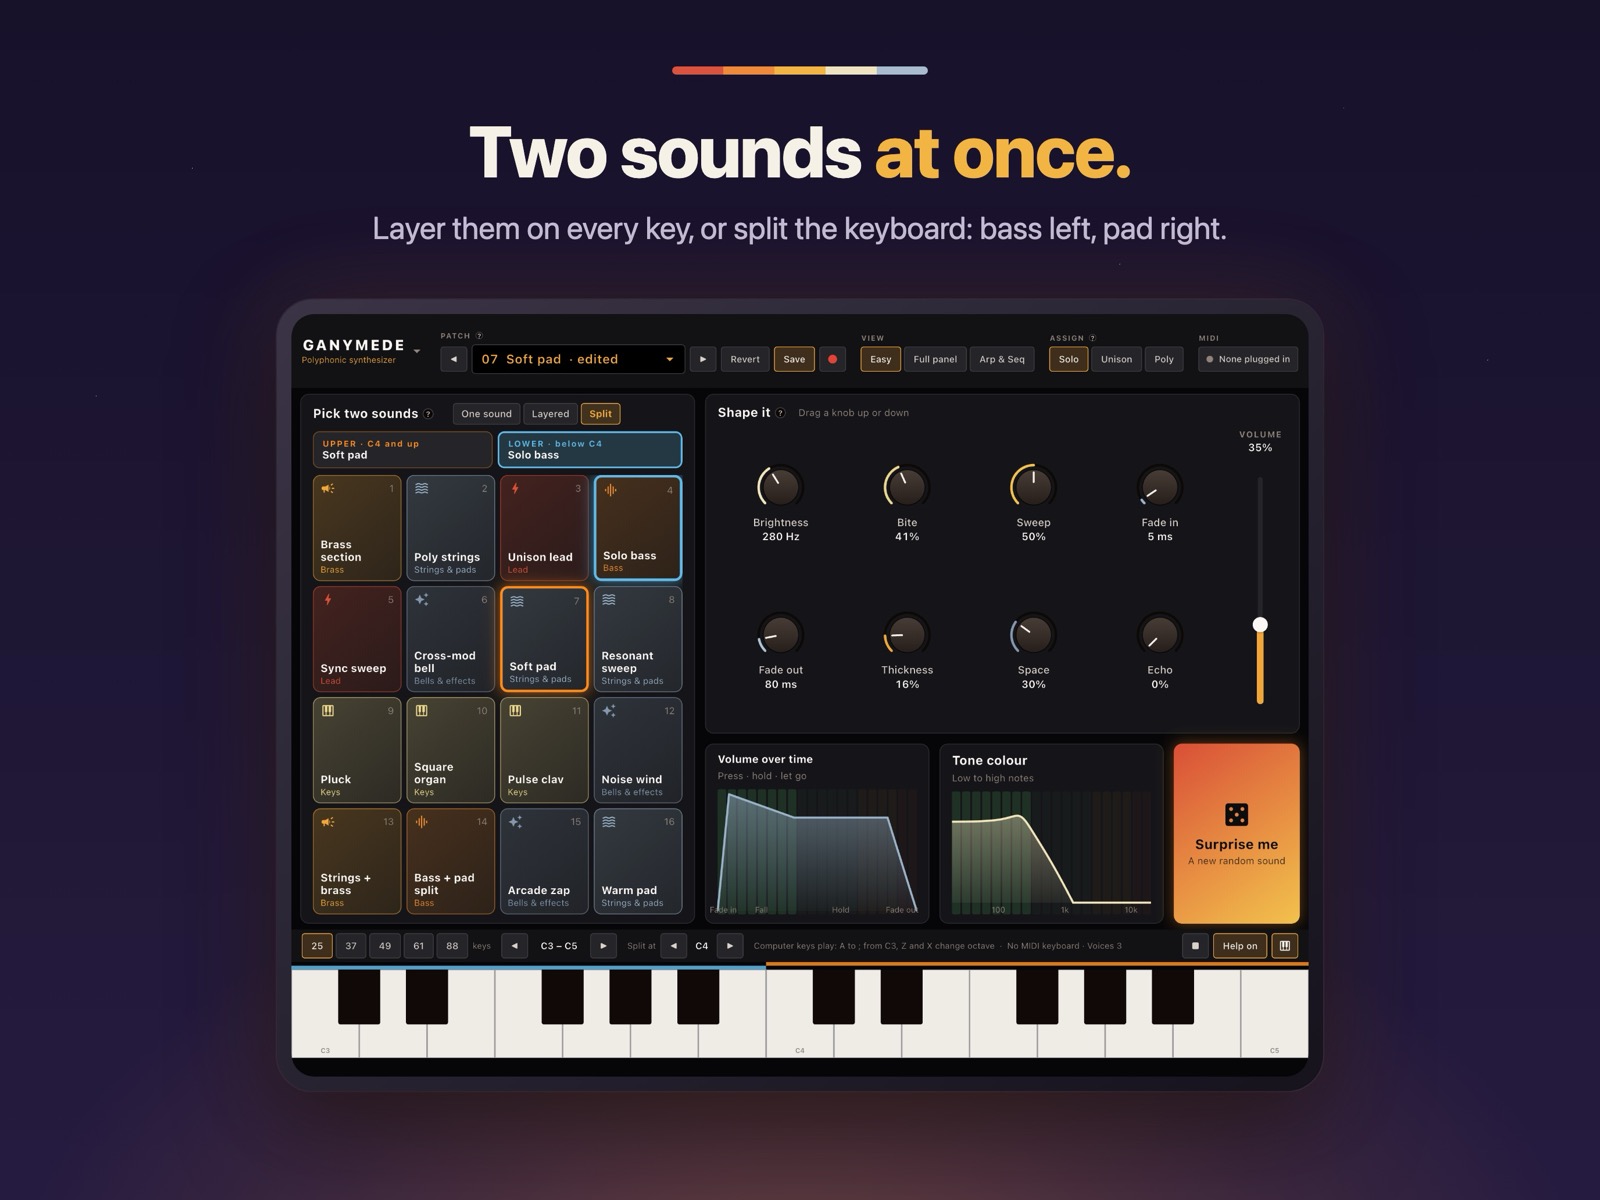 Two sounds at once.
Layer them on every key, or split the keyboard: bass left, pad right.
GANYMEDE
Polyphonic synthesizer
PATCH ?
◀ 07 Soft pad · edited ▶ Revert Save
VIEW
Easy Full panel Arp & Seq
ASSIGN ?
Solo Unison Poly
MIDI
None plugged in
Pick two sounds ? One sound Layered Split
UPPER · C4 and up
Soft pad
LOWER · below C4
Solo bass
1
Brass
section
Brass
2
Poly strings
Strings & pads
3
Unison lead
Lead
4
Solo bass
Bass
5
Sync sweep
Lead
6
Cross-mod
bell
Bells & effects
7
Soft pad
Strings & pads
8
Resonant
sweep
Strings & pads
9
Pluck
Keys
10
Square
organ
Keys
11
Pulse clav
Keys
12
Noise wind
Bells & effects
13
Strings +
brass
Brass
14
Bass + pad
split
Bass
15
Arcade zap
Bells & effects
16
Warm pad
Strings & pads
Shape it ? Drag a knob up or down
VOLUME
35%
Brightness
280 Hz
Bite
41%
Sweep
50%
Fade in
5 ms
Fade out
80 ms
Thickness
16%
Space
30%
Echo
0%
Volume over time
Press · hold · let go
Fade in Fall Hold Fade out
Tone colour
Low to high notes
100 1k 10k
Surprise me
A new random sound
25 37 49 61 88 keys ◀ C3 – C5 ▶ Split at ◀ C4 ▶ Computer keys play: A to ; from C3, Z and X change octave · No MIDI keyboard · Voices 3 Help on
C3 C4 C5